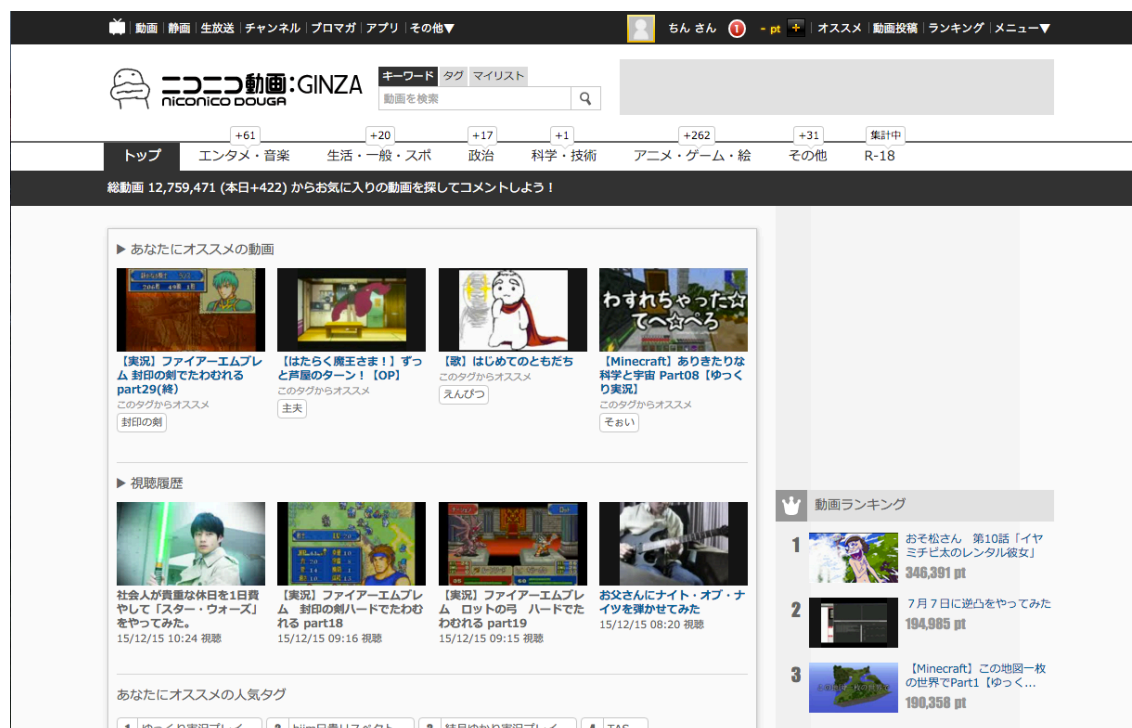 動画 静画 生放送 チャンネル ブロマガ アプリ その他▼
ちん さん 1 - pt + オススメ 動画投稿 ランキング メニュー▼
ニコニコ動画:GINZA
niconico DOUGA
キーワード タグ マイリスト
動画を検索
+61 +20 +17 +1 +262 +31 集計中
トップ エンタメ・音楽 生活・一般・スポ 政治 科学・技術 アニメ・ゲーム・絵 その他 R-18
総動画 12,759,471 (本日+422) からお気に入りの動画を探してコメントしよう！
▶ あなたにオススメの動画
わすれちゃった☆
てへ☆ぺろ
【実況】ファイアーエムブレ
ム 封印の剣でたわむれる
part29(終)
このタグからオススメ
封印の剣
【はたらく魔王さま！】ずっ
と芦屋のターン！【OP】
このタグからオススメ
主夫
【歌】はじめてのともだち
このタグからオススメ
えんぴつ
【Minecraft】ありきたりな
科学と宇宙 Part08【ゆっく
り実況】
このタグからオススメ
そぉい
▶ 視聴履歴
社会人が貴重な休日を1日費
やして「スター・ウォーズ」
をやってみた。
15/12/15 10:24 視聴
【実況】ファイアーエムブレ
ム　封印の剣ハードでたわむ
れる part18
15/12/15 09:16 視聴
【実況】ファイアーエムブレ
ム　ロットの弓　ハードでた
わむれる part19
15/12/15 09:15 視聴
お父さんにナイト・オブ・ナ
イツを弾かせてみた
15/12/15 08:20 視聴
あなたにオススメの人気タグ
動画ランキング
1
おそ松さん　第10話「イヤ
ミチビ太のレンタル彼女」
346,391 pt
2
７月７日に逆凸をやってみた
194,985 pt
3
【Minecraft】この地図一枚
の世界でPart1【ゆっく...
190,358 pt